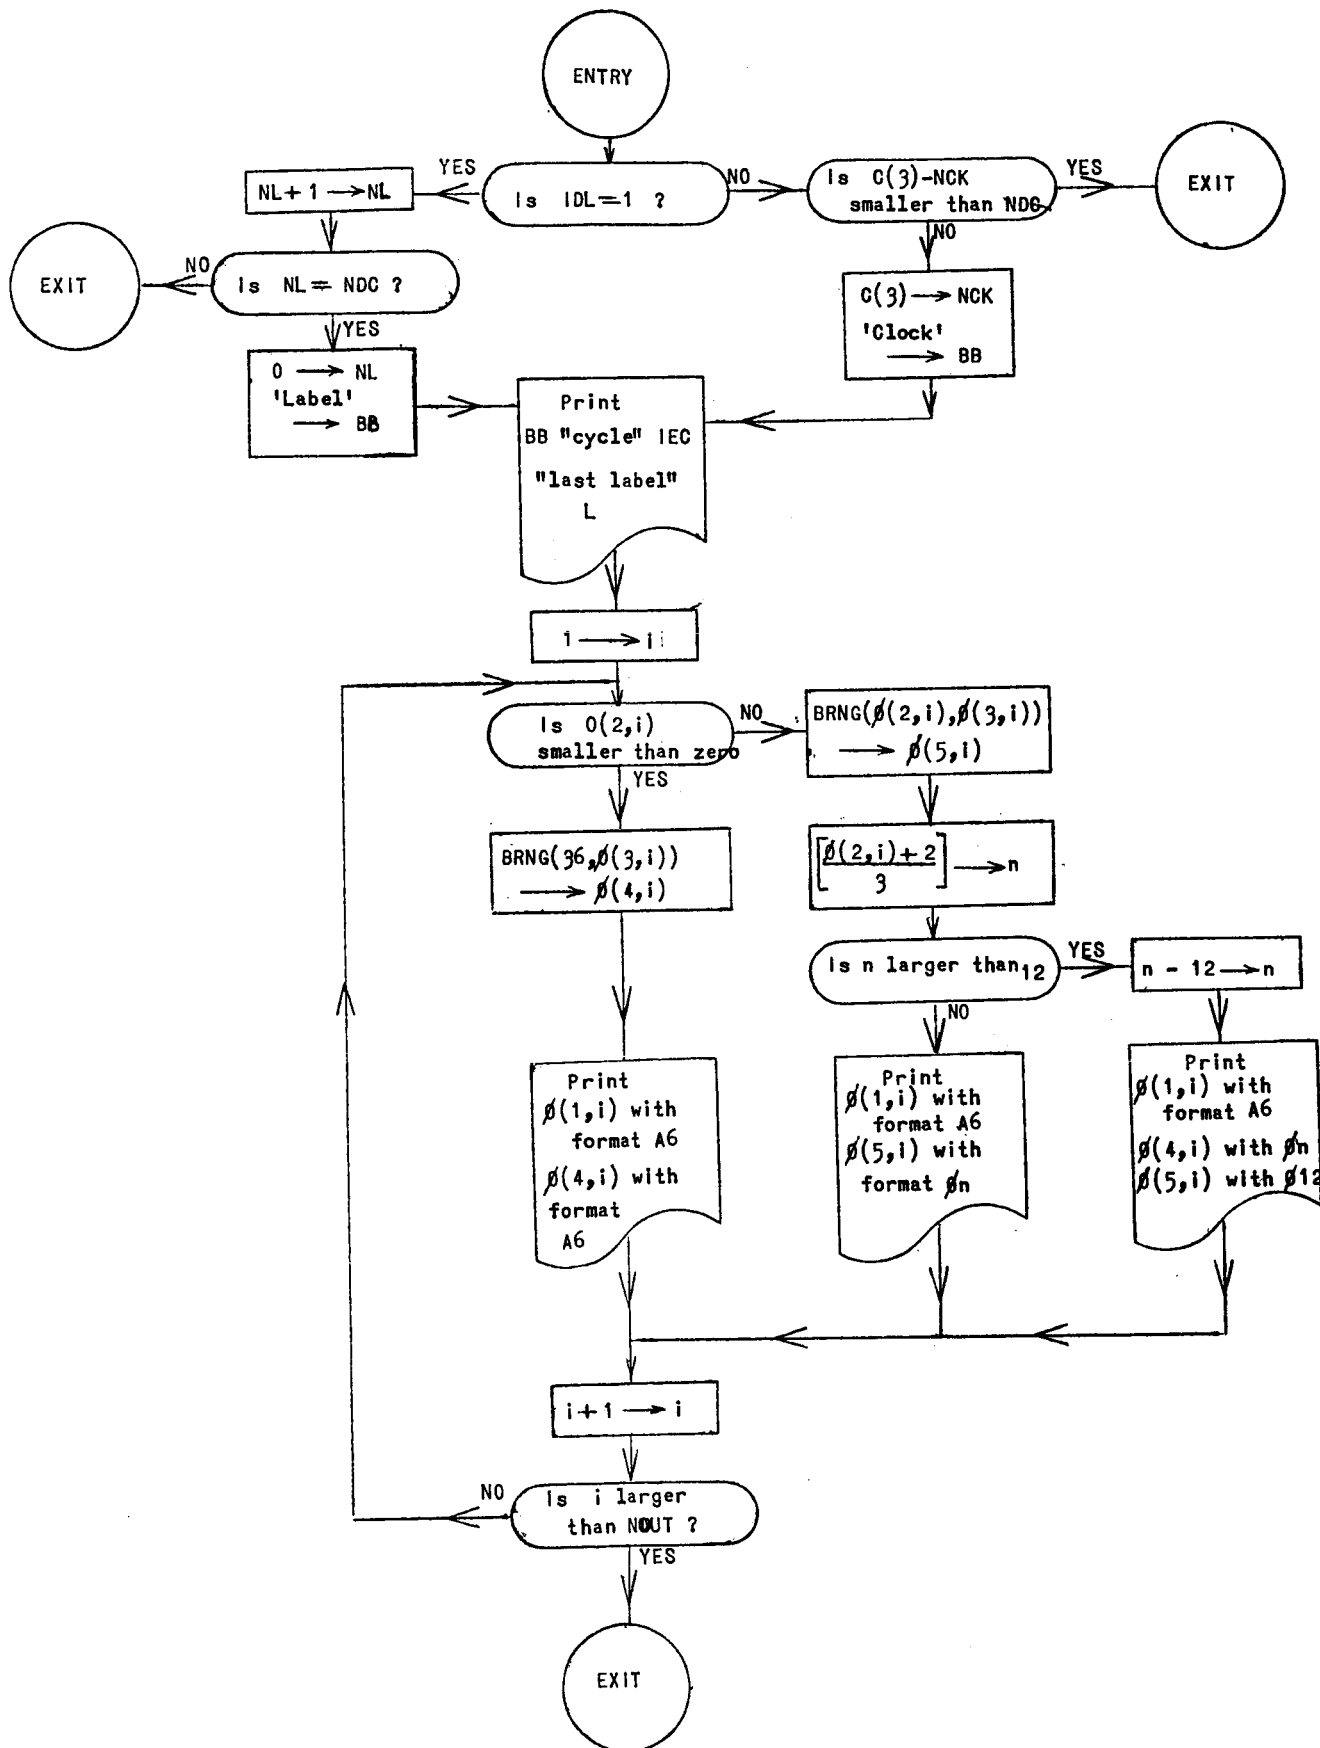 ENTRY
YES
Is IDL=1 ?
NO
Is C(3)-NCK
smaller than NDC
YES
EXIT
NL+1 → NL
EXIT
NO
Is NL = NDC ?
YES
NO
C(3) → NCK
'Clock'
→ BB
0 → NL
'Label'
→ BB
Print
BB "cycle" IEC
"last label"
L
1 → i
Is O(2,i)
smaller than zero
NO
YES
BRNG(Ø(2,i),Ø(3,i))
→ Ø(5,i)
BRNG(36,Ø(3,i))
→ Ø(4,i)
[Ø(2,i)+2
3] → n
Is n larger than 12
YES
n - 12 → n
NO
Print
Ø(1,i) with
format A6
Ø(4,i) with
format
A6
Print
Ø(1,i) with
format A6
Ø(5,i) with
format Øn
Print
Ø(1,i) with
format A6
Ø(4,i) with Øn
Ø(5,i) with Ø12
i+1 → i
NO
Is i larger
than NOUT ?
YES
EXIT